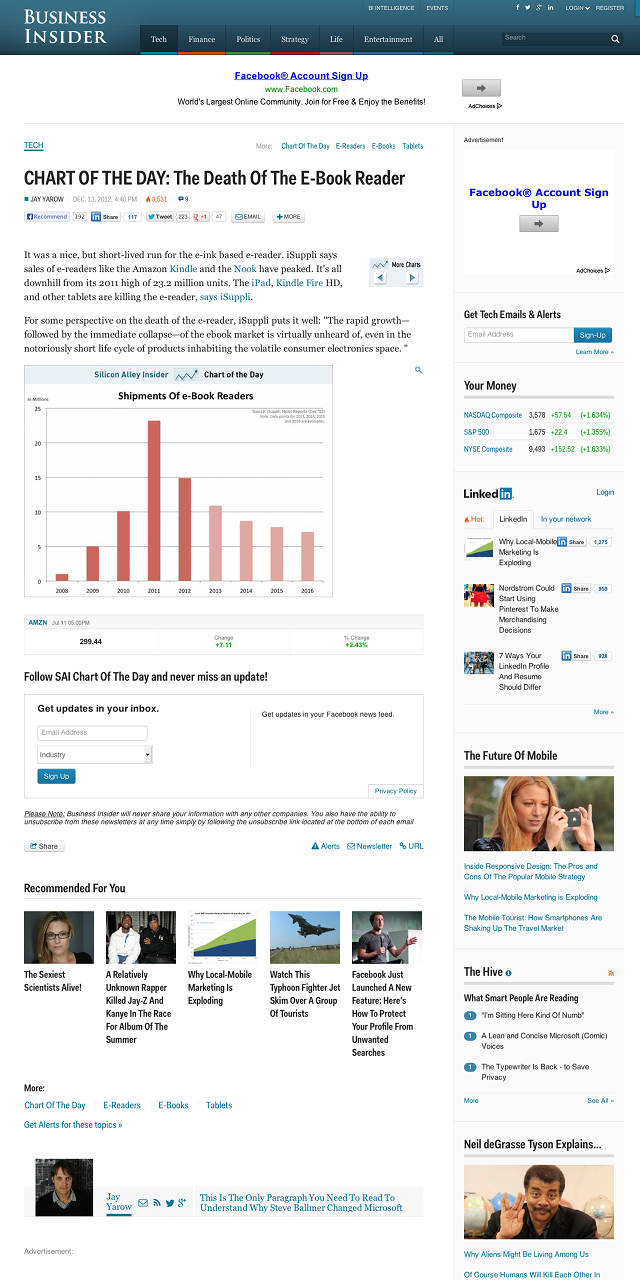 BUSINESS
INSIDER
BI INTELLIGENCE EVENTS
LOGIN REGISTER
Tech Finance Politics Strategy Life Entertainment All
Search
Facebook® Account Sign Up
www.Facebook.com
World's Largest Online Community. Join for Free & Enjoy the Benefits!
AdChoices
TECH
More: Chart Of The Day E-Readers E-Books Tablets
CHART OF THE DAY: The Death Of The E-Book Reader
JAY YAROW DEC. 13, 2012, 4:40 PM 8,531 9
Recommend 192 Share 117 Tweet 223 +1 47 EMAIL + MORE
It was a nice, but short-lived run for the e-ink based e-reader. iSuppli says
sales of e-readers like the Amazon Kindle and the Nook have peaked. It's all
downhill from its 2011 high of 23.2 million units. The iPad, Kindle Fire HD,
and other tablets are killing the e-reader, says iSuppli.
More Charts
For some perspective on the death of the e-reader, iSuppli puts it well: "The rapid growth—
followed by the immediate collapse—of the ebook market is virtually unheard of, even in the
notoriously short life cycle of products inhabiting the volatile consumer electronics space. "
Silicon Alley Insider Chart of the Day
Shipments Of e-Book Readers
In Millions
Source: iSuppli, News Reports (Dec '12)
Note: Data points for 2013, 2014, 2015
and 2016 are estimates.
25
20
15
10
5
0
2008 2009 2010 2011 2012 2013 2014 2015 2016
AMZN Jul 11 05:00PM
299.44
Change
+7.11
% Change
+2.43%
Follow SAI Chart Of The Day and never miss an update!
Get updates in your inbox.
Email Address
Industry
Sign Up
Get updates in your Facebook news feed.
Privacy Policy
Please Note: Business Insider will never share your information with any other companies. You also have the ability to
unsubscribe from these newsletters at any time simply by following the unsubscribe link located at the bottom of each email
Share
Alerts Newsletter URL
Recommended For You
The Sexiest
Scientists Alive!
A Relatively
Unknown Rapper
Killed Jay-Z And
Kanye In The Race
For Album Of The
Summer
Why Local-Mobile
Marketing Is
Exploding
Watch This
Typhoon Fighter Jet
Skim Over A Group
Of Tourists
Facebook Just
Launched A New
Feature: Here's
How To Protect
Your Profile From
Unwanted
Searches
More:
Chart Of The Day E-Readers E-Books Tablets
Get Alerts for these topics »
Jay
Yarow
This Is The Only Paragraph You Need To Read To
Understand Why Steve Ballmer Changed Microsoft
Advertisement:
Advertisement
Facebook® Account Sign
Up
AdChoices
Get Tech Emails & Alerts
Email Address
Sign-Up
Learn More »
Your Money
NASDAQ Composite 3,578 +57.54 (+1.634%)
S&P 500 1,675 +22.4 (+1.355%)
NYSE Composite 9,493 +152.52 (+1.633%)
Linked in
Login
Hot: LinkedIn In your network
Why Local-Mobile
Marketing Is
Exploding
Share 1,275
Nordstrom Could
Start Using
Pinterest To Make
Merchandising
Decisions
Share 959
7 Ways Your
LinkedIn Profile
And Resume
Should Differ
Share 928
More »
The Future Of Mobile
Inside Responsive Design: The Pros and
Cons Of The Popular Mobile Strategy
Why Local-Mobile Marketing is Exploding
The Mobile Tourist: How Smartphones Are
Shaking Up The Travel Market
The Hive
What Smart People Are Reading
1 "I'm Sitting Here Kind Of Numb"
1 A Lean and Concise Microsoft (Comic)
Voices
1 The Typewriter Is Back - to Save
Privacy
More See All »
Neil deGrasse Tyson Explains...
Why Aliens Might Be Living Among Us
Of Course Humans Will Kill Each Other In